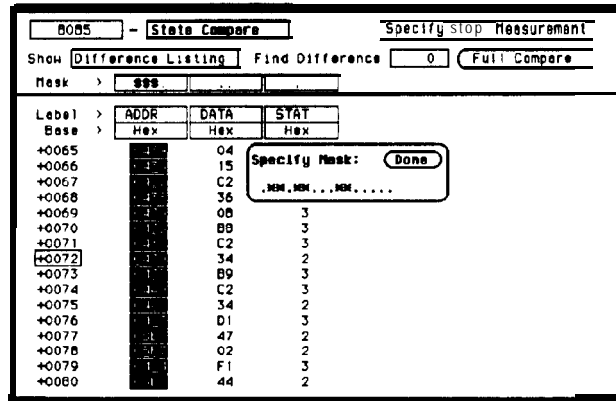 8085 - State Compare Specify stop Measurement
Show Difference Listing Find Difference 0 Full Compare
Mask >
Label > ADDR DATA STAT
Base > Hex Hex Hex
+0065 04
+0066 15
+0067 C2
+0068 36
Specify Mask: Done
+0069 0B 3
+0070 BB 3
+0071 C2 3
+0072 34 2
+0073 B9 3
+0074 C2 3
+0075 34 2
+0076 D1 3
+0077 47 2
+0078 02 2
+0079 F1 3
+0080 44 2